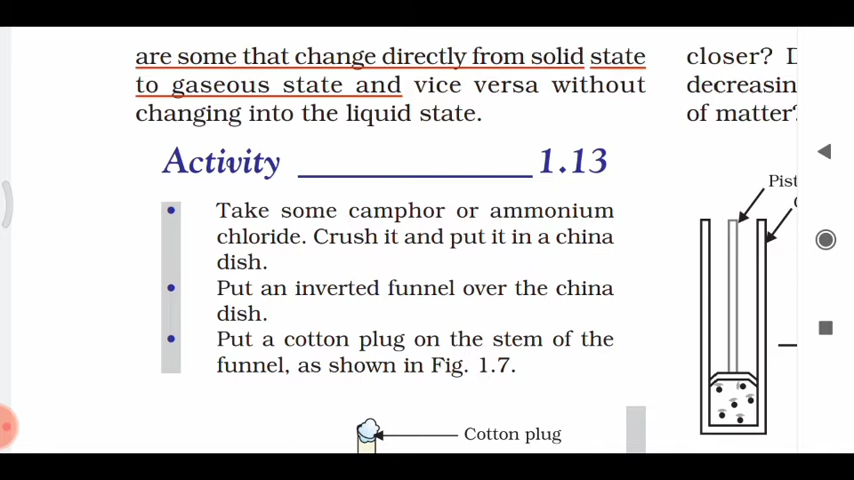 are some that change directly from solid state
to gaseous state and vice versa without
changing into the liquid state.
Activity 1.13
• Take some camphor or ammonium
chloride. Crush it and put it in a china
dish.
• Put an inverted funnel over the china
dish.
• Put a cotton plug on the stem of the
funnel, as shown in Fig. 1.7.
Cotton plug
closer?
decreasin
of matter?
Pist